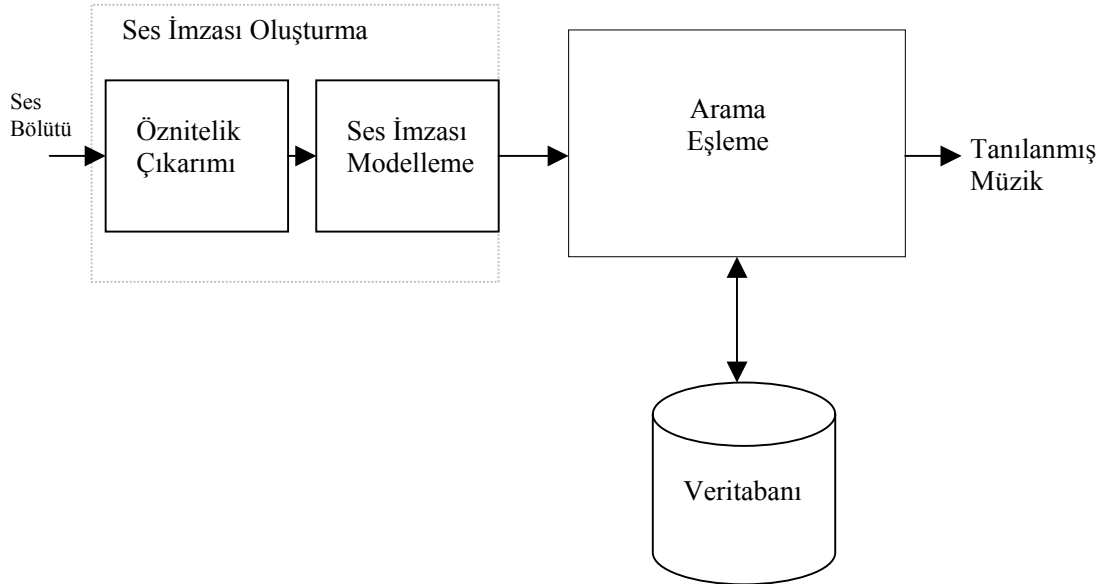 Ses İmzası Oluşturma
Ses
Bölütü
Öznitelik
Çıkarımı
Ses İmzası
Modelleme
Arama
Eşleme
Tanılanmış
Müzik
Veritabanı